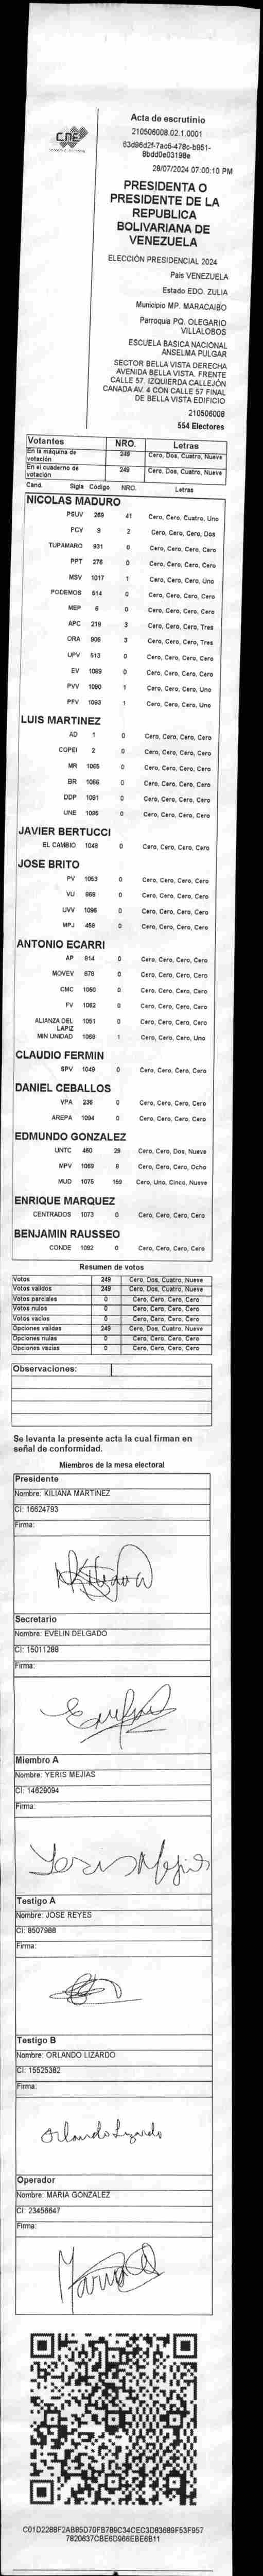 CNE
Acta de escrutinio
210506008.02.1.0001
63d96d2f-7ac6-478c-b951-
9bdd0e03198e
28/07/2024 07:00:10 PM
PRESIDENTA O
PRESIDENTE DE LA
REPUBLICA
BOLIVARIANA DE
VENEZUELA
ELECCIÓN PRESIDENCIAL 2024
País VENEZUELA
Estado EDO. ZULIA
Municipio MP. MARACAIBO
Parroquia PQ. OLEGARIO
VILLALOBOS
ESCUELA BASICA NACIONAL
ANSELMA PULGAR
SECTOR BELLA VISTA DERECHA
AVENIDA BELLA VISTA. FRENTE
CALLE 57. IZQUIERDA CALLEJÓN
CANADA AV. 4 CON CALLE 57 FINAL
DE BELLA VISTA EDIFICIO
210506008
554 Electores
Votantes NRO. Letras
En la máquina de votación 249 Cero, Dos, Cuatro, Nueve
En el cuaderno de votación 249 Cero, Dos, Cuatro, Nueve
Cand. Sigla Código NRO. Letras
NICOLAS MADURO
PSUV 269 41 Cero, Cero, Cuatro, Uno
PCV 9 2 Cero, Cero, Cero, Dos
TUPAMARO 931 0 Cero, Cero, Cero, Cero
PPT 276 0 Cero, Cero, Cero, Cero
MSV 1017 1 Cero, Cero, Cero, Uno
PODEMOS 514 0 Cero, Cero, Cero, Cero
MEP 6 0 Cero, Cero, Cero, Cero
APC 219 3 Cero, Cero, Cero, Tres
ORA 906 3 Cero, Cero, Cero, Tres
UPV 513 0 Cero, Cero, Cero, Cero
EV 1089 0 Cero, Cero, Cero, Cero
PVV 1090 1 Cero, Cero, Cero, Uno
PFV 1093 1 Cero, Cero, Cero, Uno
LUIS MARTINEZ
AD 1 0 Cero, Cero, Cero, Cero
COPEI 2 0 Cero, Cero, Cero, Cero
MR 1065 0 Cero, Cero, Cero, Cero
BR 1066 0 Cero, Cero, Cero, Cero
DDP 1091 0 Cero, Cero, Cero, Cero
UNE 1095 0 Cero, Cero, Cero, Cero
JAVIER BERTUCCI
EL CAMBIO 1048 0 Cero, Cero, Cero, Cero
JOSE BRITO
PV 1053 0 Cero, Cero, Cero, Cero
VU 968 0 Cero, Cero, Cero, Cero
UVV 1096 0 Cero, Cero, Cero, Cero
MPJ 458 0 Cero, Cero, Cero, Cero
ANTONIO ECARRI
AP 914 0 Cero, Cero, Cero, Cero
MOVEV 878 0 Cero, Cero, Cero, Cero
CMC 1050 0 Cero, Cero, Cero, Cero
FV 1062 0 Cero, Cero, Cero, Cero
ALIANZA DEL LAPIZ 1051 0 Cero, Cero, Cero, Cero
MIN UNIDAD 1068 1 Cero, Cero, Cero, Uno
CLAUDIO FERMIN
SPV 1049 0 Cero, Cero, Cero, Cero
DANIEL CEBALLOS
VPA 236 0 Cero, Cero, Cero, Cero
AREPA 1094 0 Cero, Cero, Cero, Cero
EDMUNDO GONZALEZ
UNTC 460 29 Cero, Cero, Dos, Nueve
MPV 1069 8 Cero, Cero, Cero, Ocho
MUD 1075 159 Cero, Uno, Cinco, Nueve
ENRIQUE MARQUEZ
CENTRADOS 1073 0 Cero, Cero, Cero, Cero
BENJAMIN RAUSSEO
CONDE 1092 0 Cero, Cero, Cero, Cero
Resumen de votos
Votos 249 Cero, Dos, Cuatro, Nueve
Votos validos 249 Cero, Dos, Cuatro, Nueve
Votos parciales 0 Cero, Cero, Cero, Cero
Votos nulos 0 Cero, Cero, Cero, Cero
Votos vacios 0 Cero, Cero, Cero, Cero
Opciones validas 249 Cero, Dos, Cuatro, Nueve
Opciones nulas 0 Cero, Cero, Cero, Cero
Opciones vacias 0 Cero, Cero, Cero, Cero
Observaciones:
Se levanta la presente acta la cual firman en
señal de conformidad.
Miembros de la mesa electoral
Presidente
Nombre: KILIANA MARTINEZ
CI: 16624793
Firma:
Secretario
Nombre: EVELIN DELGADO
CI: 15011288
Firma:
Miembro A
Nombre: YERIS MEJIAS
CI: 14629094
Firma:
Yeris Mejias
Testigo A
Nombre: JOSE REYES
CI: 8507988
Firma:
Testigo B
Nombre: ORLANDO LIZARDO
CI: 15525382
Firma:
Orlando Lizardo
Operador
Nombre: MARIA GONZALEZ
CI: 23456647
Firma:
C01D2288F2AB85D70FB789C34CEC3D83689F53F957
7820637CBE6D966EBE6B11